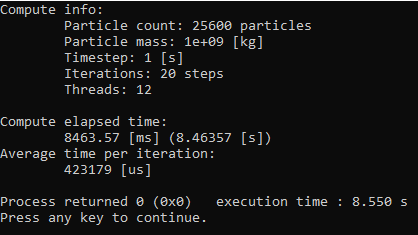 Compute info:
Particle count: 25600 particles
Particle mass: 1e+09 [kg]
Timestep: 1 [s]
Iterations: 20 steps
Threads: 12
Compute elapsed time:
8463.57 [ms] (8.46357 [s])
Average time per iteration:
423179 [us]
Process returned 0 (0x0)   execution time : 8.550 s
Press any key to continue.